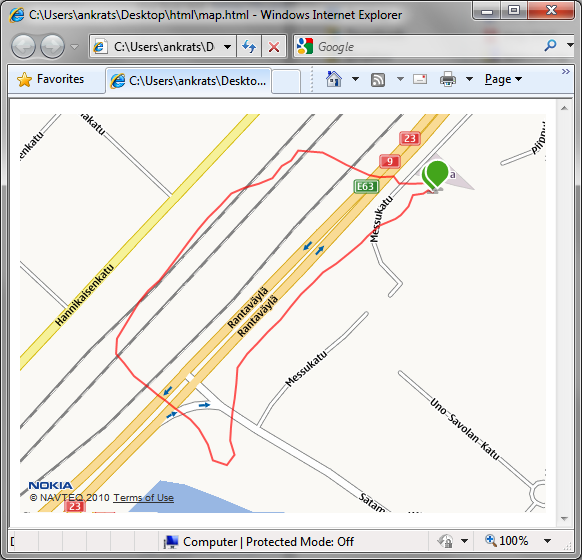 C:\Users\ankrats\Desktop\html\map.html - Windows Internet Explorer
C:\Users\ankrats\D
Google
Favorites
C:\Users\ankrats\Deskto...
Page
akatu
senkatu
23
9
E63
a
Piippu
Messukatu
Hannikaisenkatu
Rantaväylä
Rantaväylä
Messukatu
Uno-Savolan-Katu
Satam
NOKIA
© NAVTEQ 2010 Terms of Use
23
Computer | Protected Mode: Off
100%